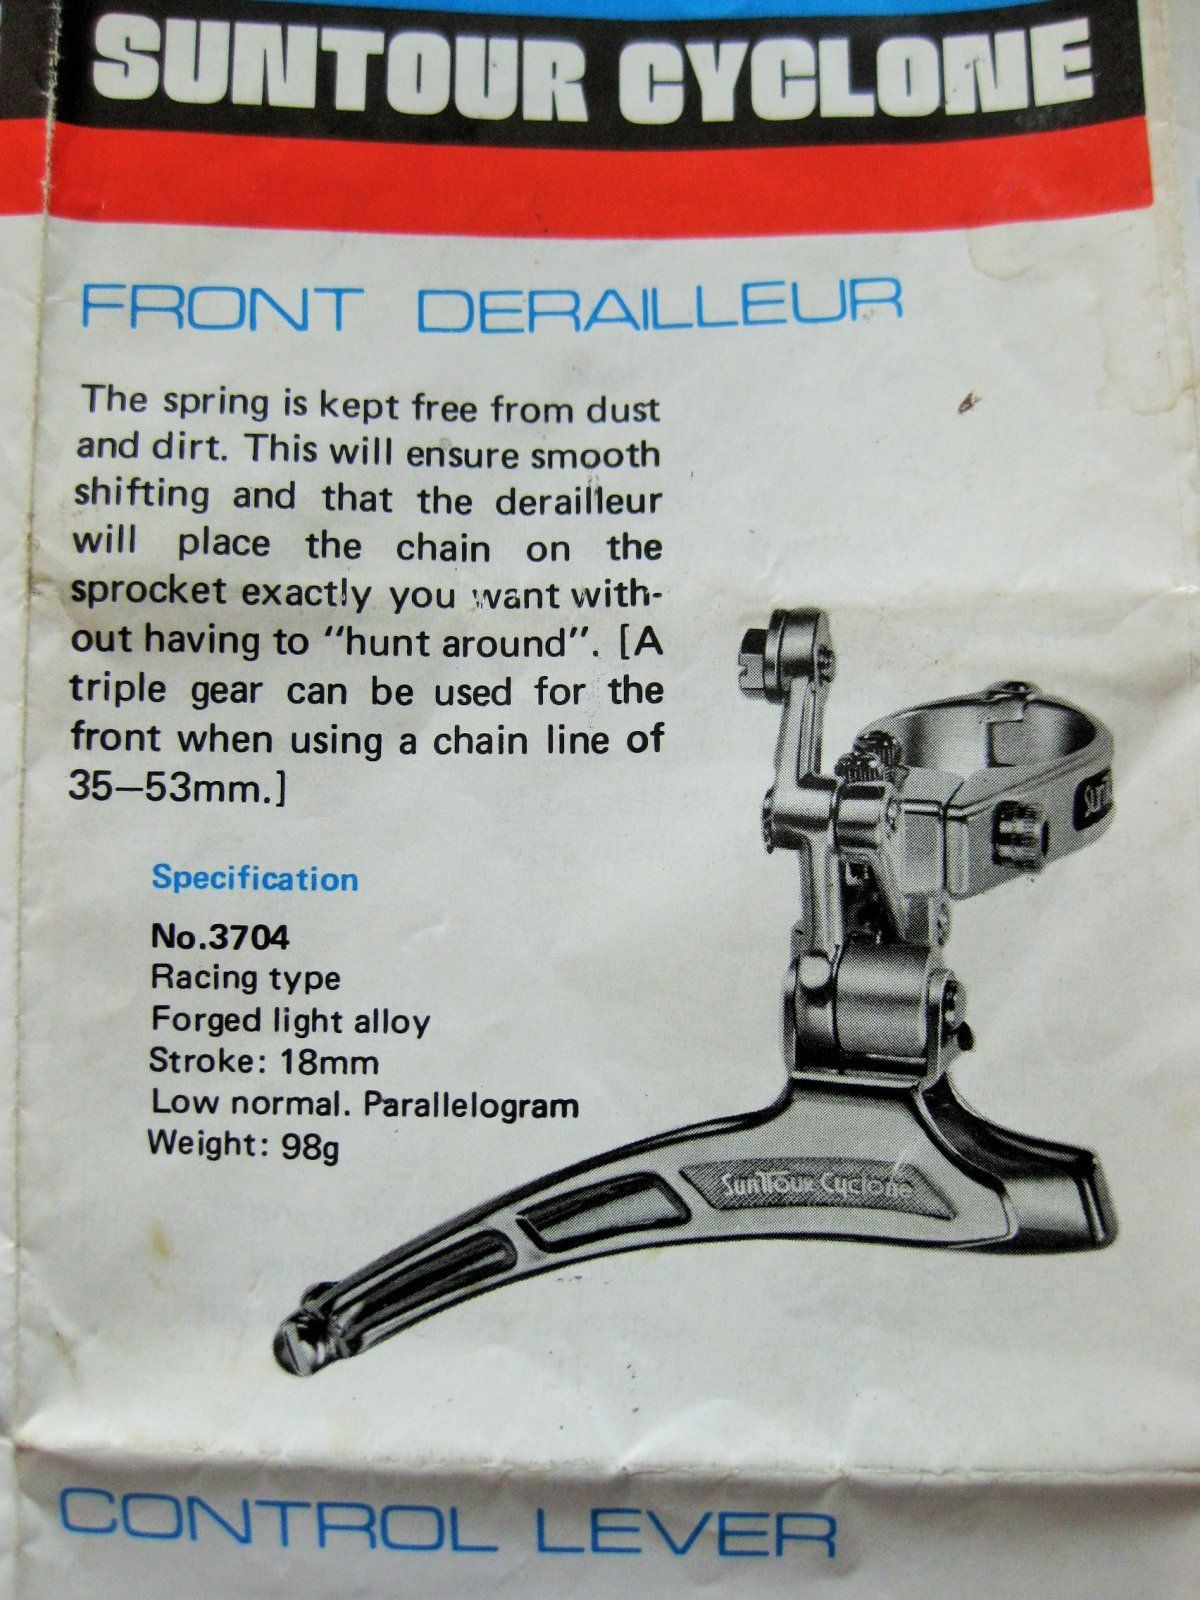 SUNTOUR CYCLONE
FRONT DERAILLEUR
The spring is kept free from dust
and dirt. This will ensure smooth
shifting and that the derailleur
will place the chain on the
sprocket exactly you want with-
out having to "hunt around". [A
triple gear can be used for the
front when using a chain line of
35—53mm.]
Specification
No.3704
Racing type
Forged light alloy
Stroke: 18mm
Low normal. Parallelogram
Weight: 98g
SunTour Cyclone
CONTROL LEVER